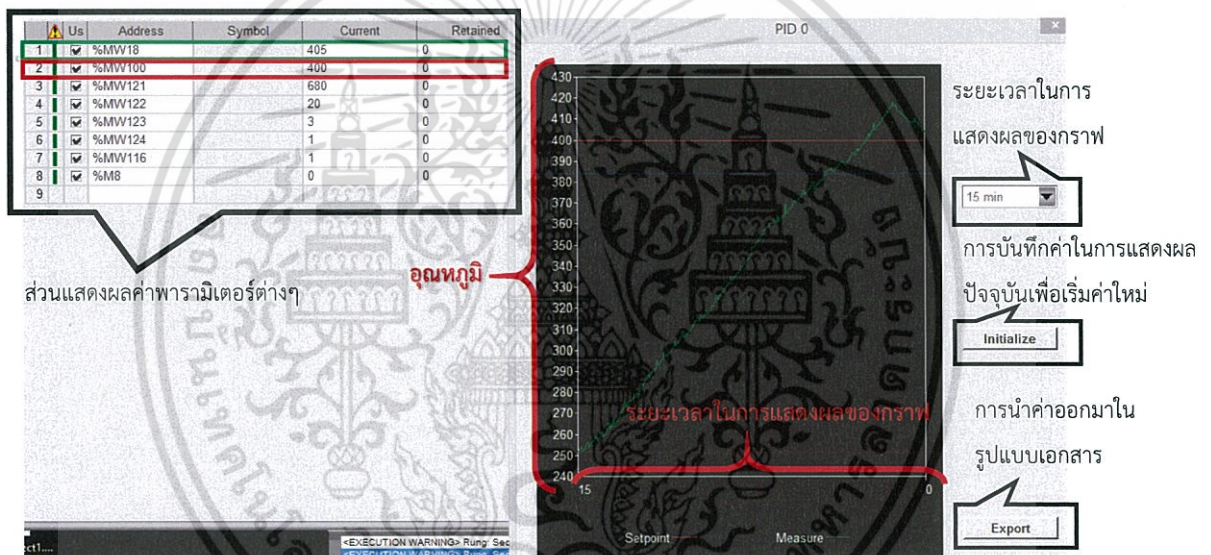 Us Address Symbol Current Retained
1 %MW18 405 0
2 %MW100 400 0
3 %MW121 680 0
4 %MW122 20 0
5 %MW123 3 0
6 %MW124 1 0
7 %MW116 1 0
8 %M8 0 0
9
ส่วนแสดงผลค่าพารามิเตอร์ต่างๆ
อุณหภูมิ
PID 0
430
420
410
400
390
380
370
360
350
340
330
320
310
300
290
280
270
260
250
240
15 0
ระยะเวลาในการแสดงผลของกราฟ
Setpoint Measure
ระยะเวลาในการ
แสดงผลของกราฟ
15 min
การบันทึกค่าในการแสดงผล
ปัจจุบันเพื่อเริ่มค่าใหม่
Initialize
การนำค่าออกมาใน
รูปแบบเอกสาร
Export
<EXECUTION WARNING> Rung: Sec
<EXECUTION WARNING> Rung: Sec
ect1....